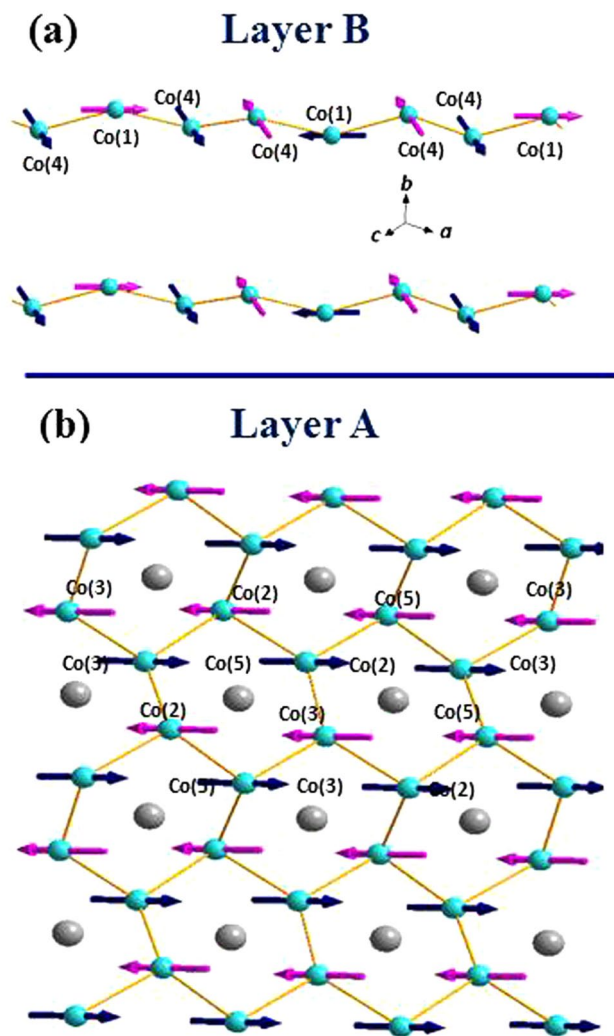 (a) Layer B
Co(4) Co(1) Co(4)
Co(1) Co(4) Co(4) Co(1)
Co(4)
b
c a
(b) Layer A
Co(3) Co(2) Co(5) Co(3)
Co(3) Co(5) Co(2) Co(3)
Co(2) Co(3) Co(5)
Co(5) Co(3) Co(2)